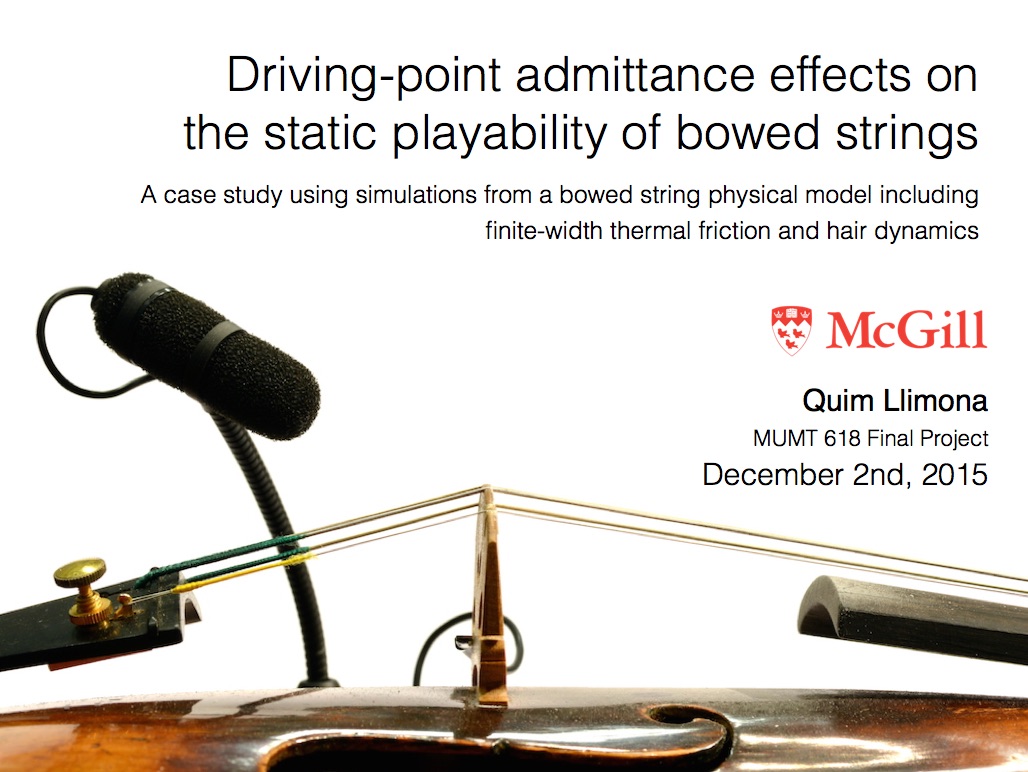 Driving-point admittance effects on
the static playability of bowed strings
A case study using simulations from a bowed string physical model including
finite-width thermal friction and hair dynamics
McGill
Quim Llimona
MUMT 618 Final Project
December 2nd, 2015